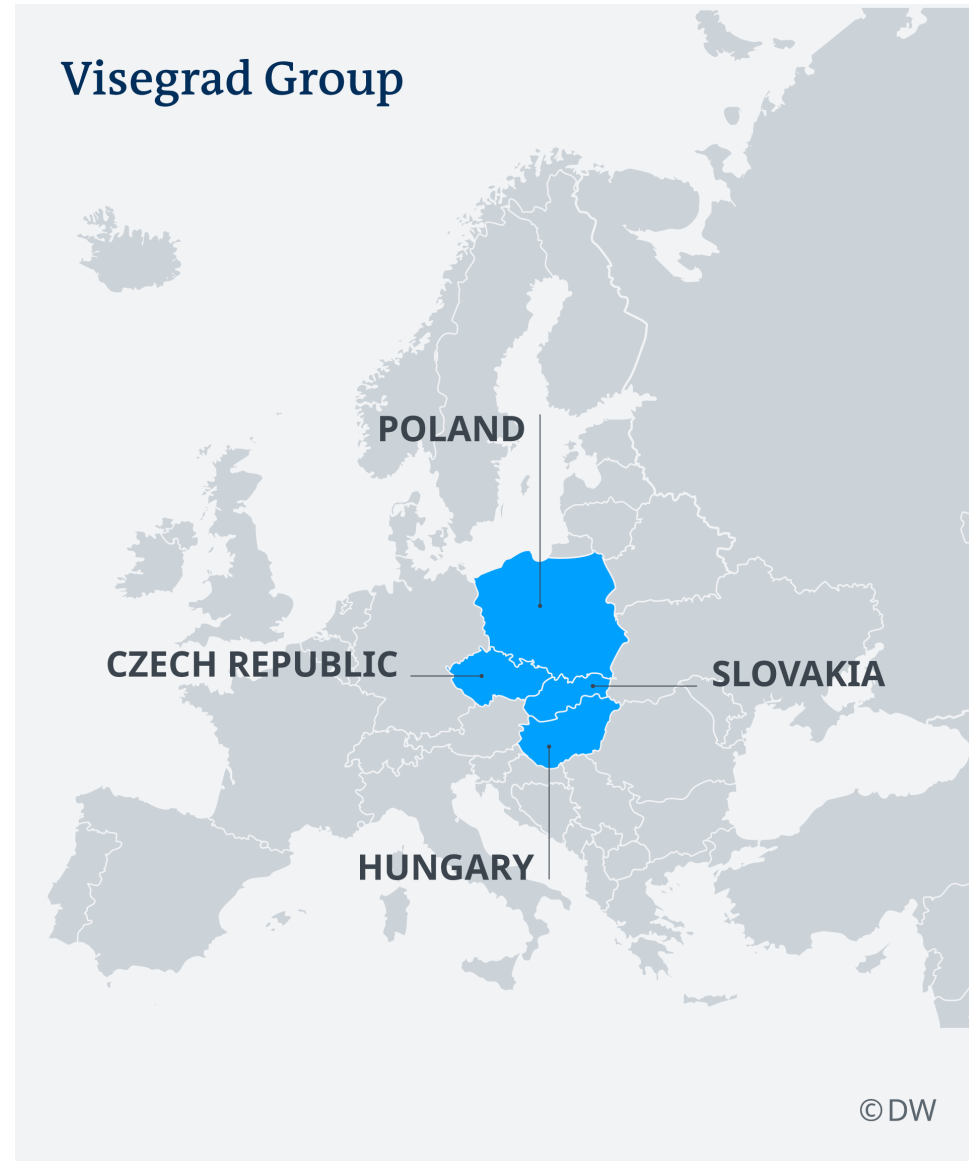 Visegrad Group
POLAND
CZECH REPUBLIC
SLOVAKIA
HUNGARY
©DW